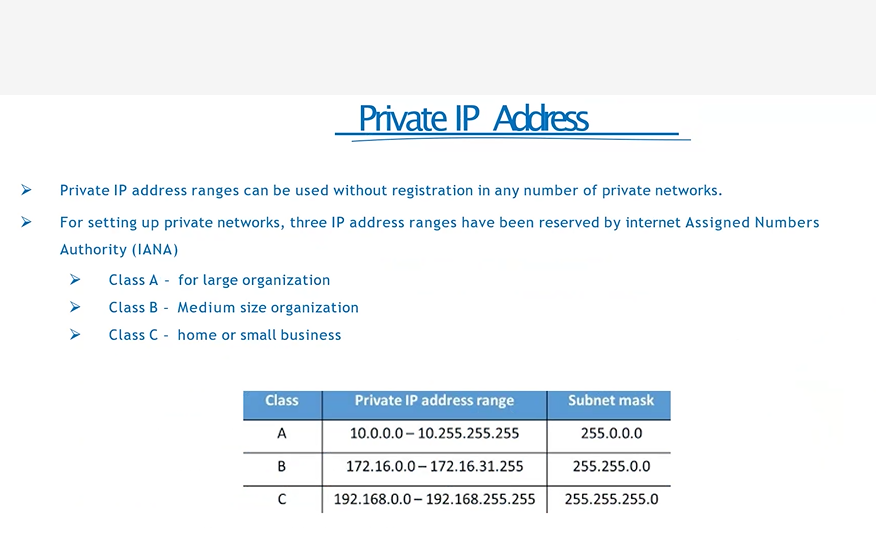 Private IP Address
➢ Private IP address ranges can be used without registration in any number of private networks.
➢ For setting up private networks, three IP address ranges have been reserved by internet Assigned Numbers
Authority (IANA)
➢ Class A - for large organization
➢ Class B - Medium size organization
➢ Class C - home or small business
Class Private IP address range Subnet mask
A 10.0.0.0 – 10.255.255.255 255.0.0.0
B 172.16.0.0 – 172.16.31.255 255.255.0.0
C 192.168.0.0 – 192.168.255.255 255.255.255.0